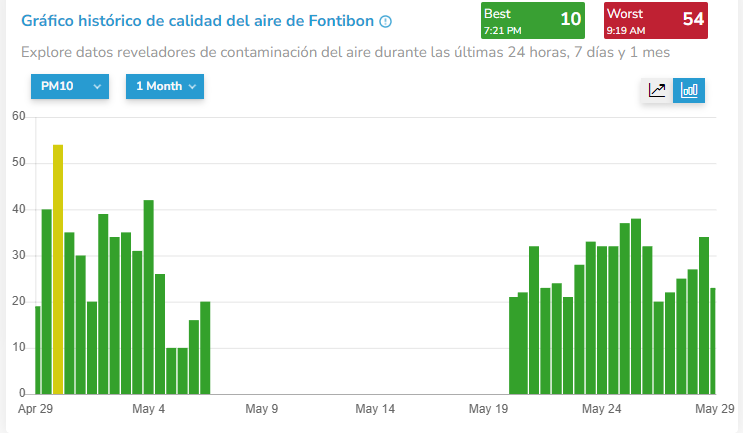 Gráfico histórico de calidad del aire de Fontibon
Best 10
7:21 PM
Worst 54
9:19 AM
Explore datos reveladores de contaminación del aire durante las últimas 24 horas, 7 días y 1 mes
PM10
1 Month
60
50
40
30
20
10
0
Apr 29 May 4 May 9 May 14 May 19 May 24 May 29